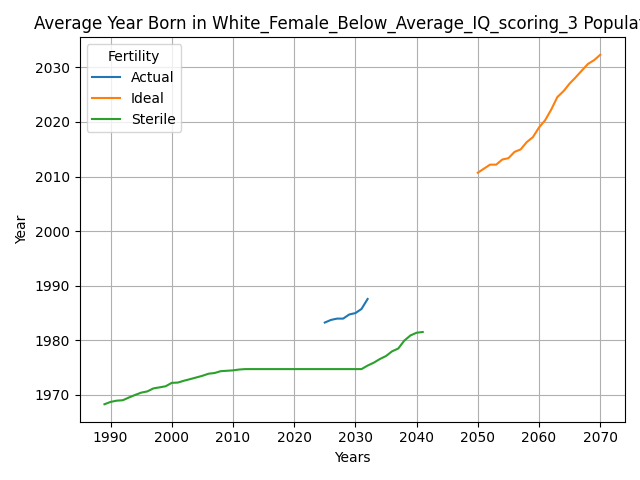 Average Year Born in White_Female_Below_Average_IQ_scoring_3 Populat
Fertility
Actual
Ideal
Sterile
Year
2030
2020
2010
2000
1990
1980
1970
1990 2000 2010 2020 2030 2040 2050 2060 2070
Years